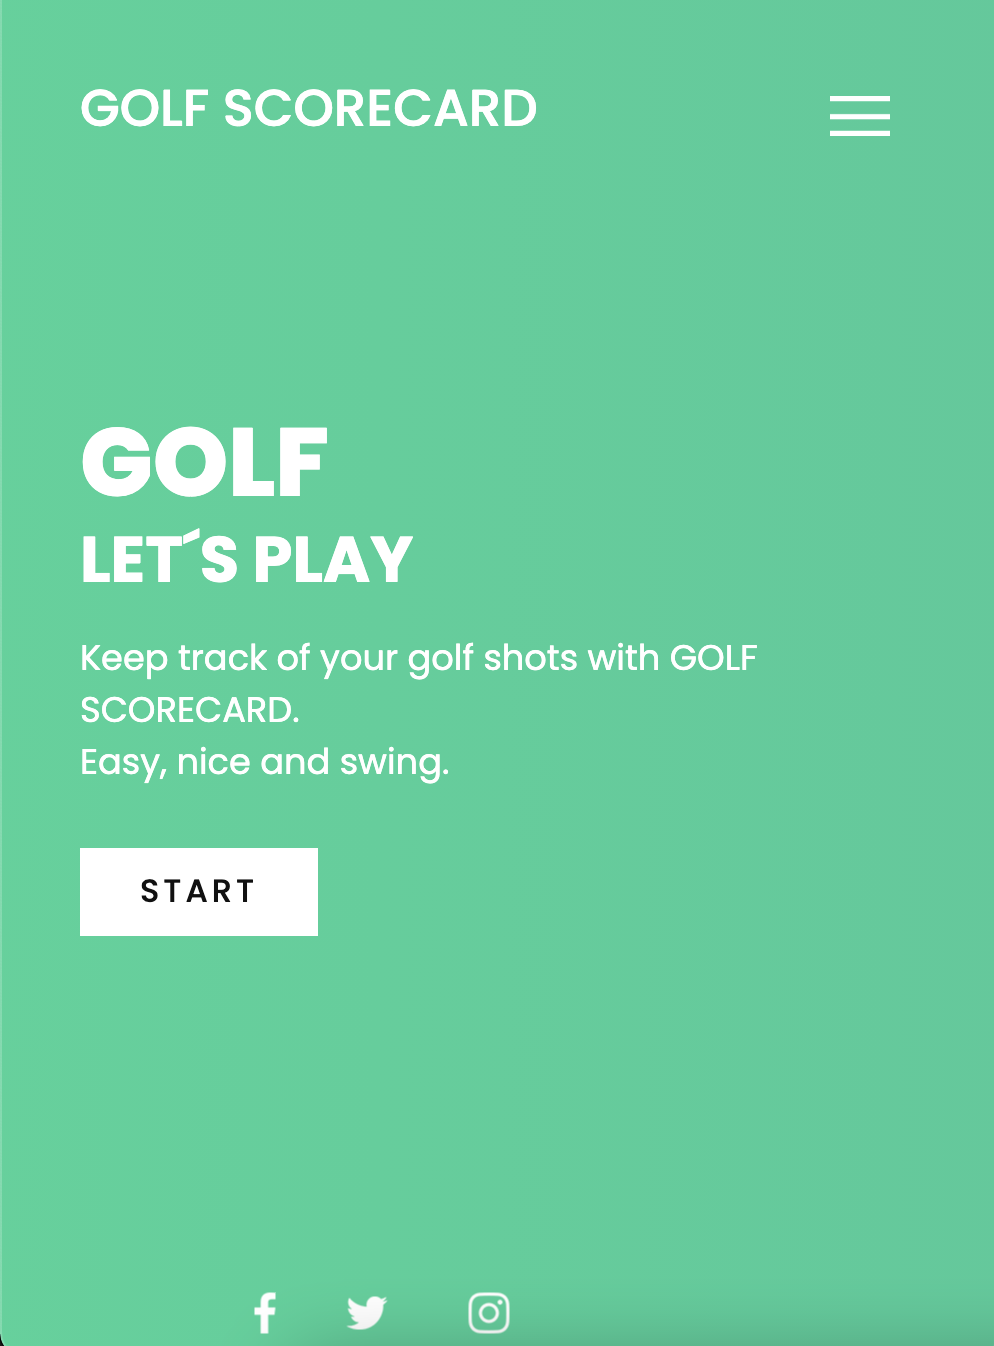 GOLF SCORECARD
GOLF
LET´S PLAY
Keep track of your golf shots with GOLF
SCORECARD.
Easy, nice and swing.
START